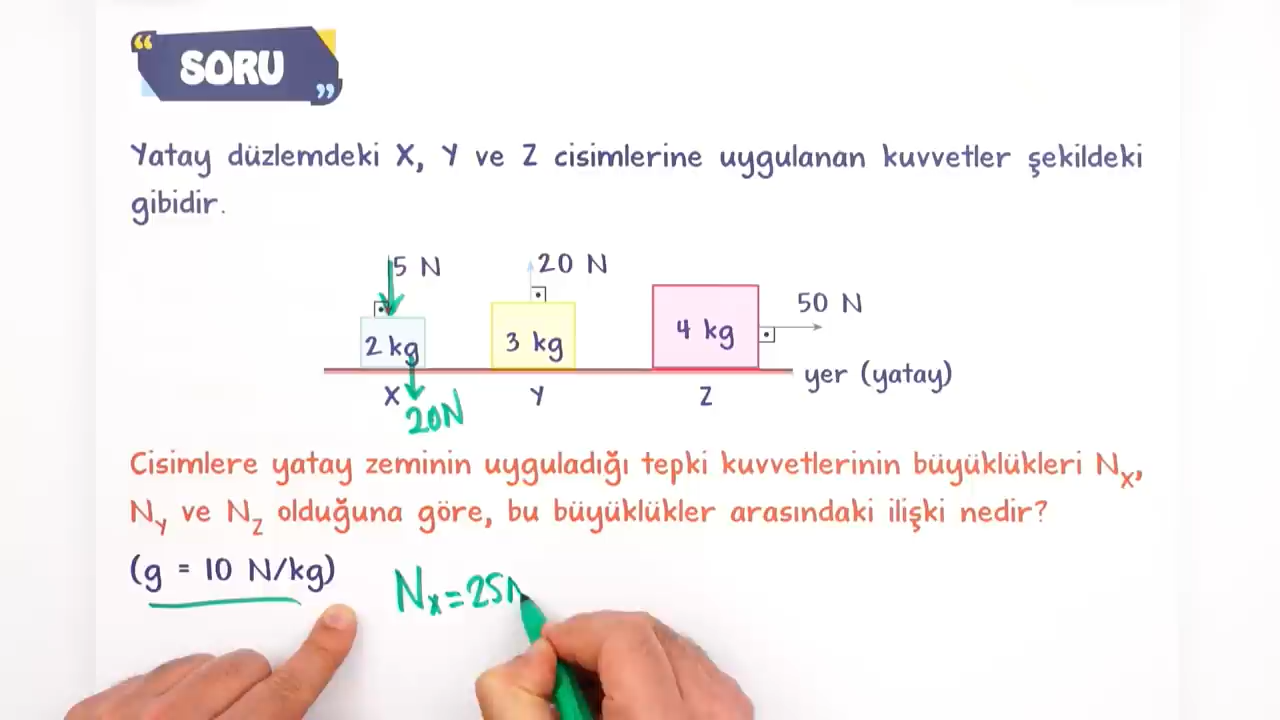 SORU
Yatay düzlemdeki X, Y ve Z cisimlerine uygulanan kuvvetler şekildeki
gibidir.
5 N
20 N
50 N
2 kg
3 kg
4 kg
yer (yatay)
X
Y
Z
20N
Cisimlere yatay zeminin uyguladığı tepki kuvvetlerinin büyüklükleri NX,
NY ve NZ olduğuna göre, bu büyüklükler arasındaki ilişki nedir?
(g = 10 N/kg)
Nx=25N